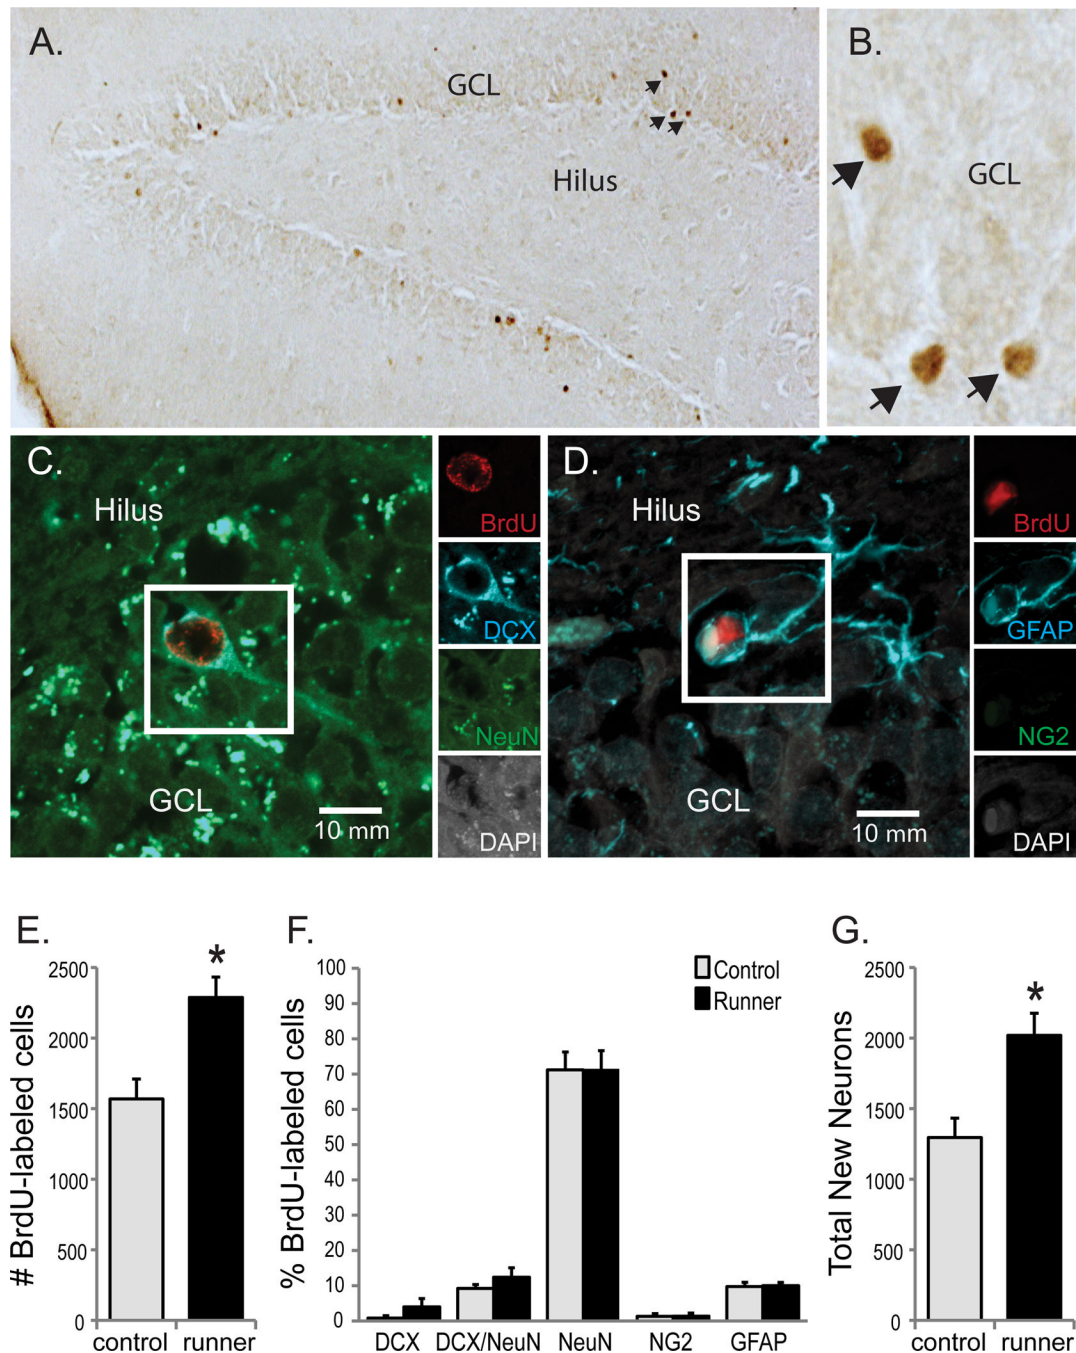 A.
GCL
Hilus
B.
GCL
C.
Hilus
GCL
10 mm
BrdU
DCX
NeuN
DAPI
D.
Hilus
GCL
10 mm
BrdU
GFAP
NG2
DAPI
E.
*
# BrdU-labeled cells
2500
2000
1500
1000
500
0
control runner
F.
% BrdU-labeled cells
100
90
80
70
60
50
40
30
20
10
0
Control
Runner
DCX DCX/NeuN NeuN NG2 GFAP
G.
*
Total New Neurons
2500
2000
1500
1000
500
0
control runner